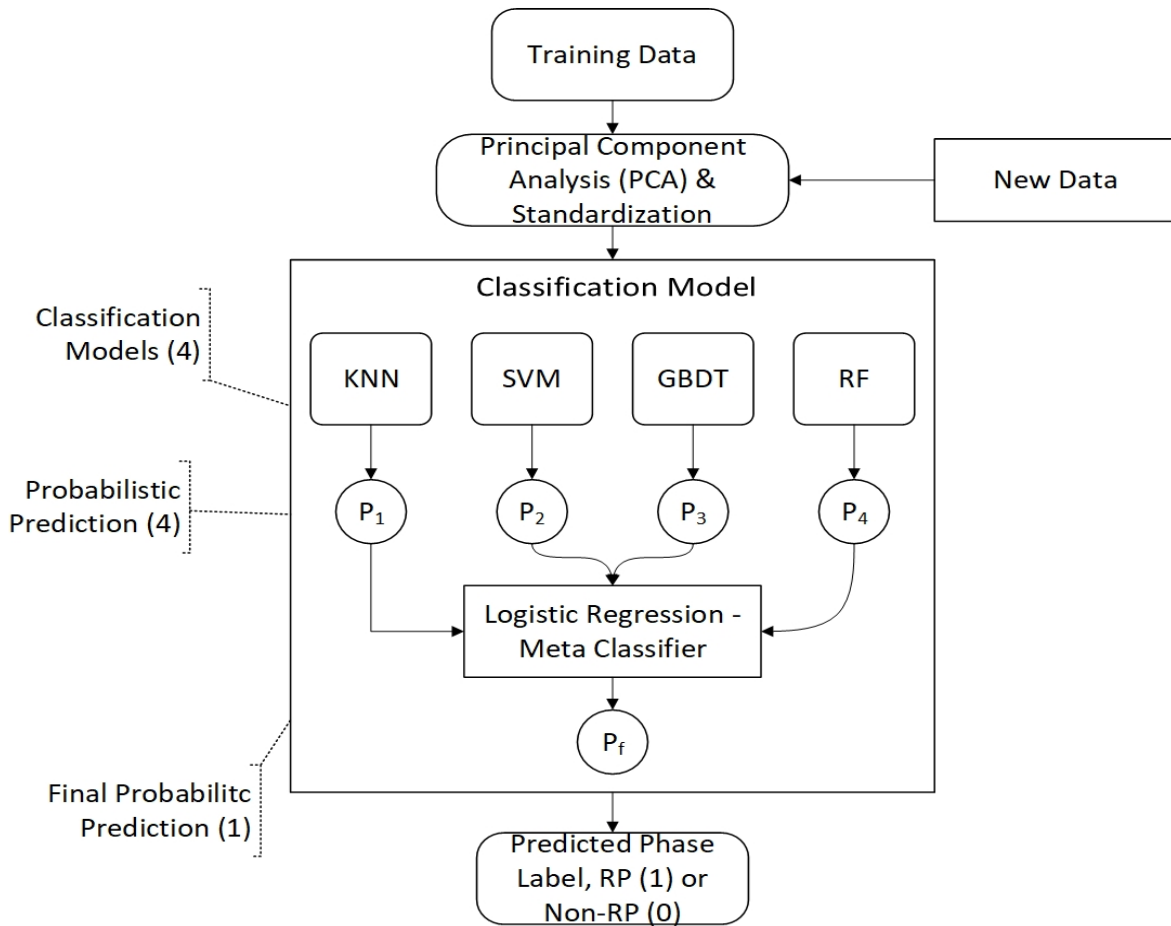 Training Data
Principal Component
Analysis (PCA) &
Standardization
New Data
Classification Model
Classification
Models (4)
KNN
SVM
GBDT
RF
Probabilistic
Prediction (4)
P₁
P₂
P₃
P₄
Logistic Regression -
Meta Classifier
P_f
Final Probabilitc
Prediction (1)
Predicted Phase
Label, RP (1) or
Non-RP (0)